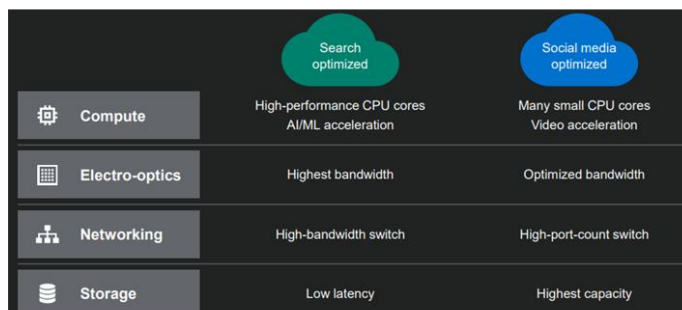 Search
optimized
Social media
optimized
Compute
High-performance CPU cores
AI/ML acceleration
Many small CPU cores
Video acceleration
Electro-optics
Highest bandwidth
Optimized bandwidth
Networking
High-bandwidth switch
High-port-count switch
Storage
Low latency
Highest capacity